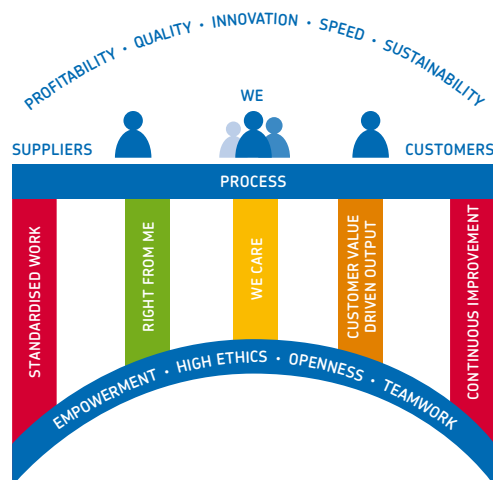 PROFITABILITY · QUALITY · INNOVATION · SPEED · SUSTAINABILITY
WE
SUPPLIERS
CUSTOMERS
PROCESS
STANDARDISED WORK
RIGHT FROM ME
WE CARE
CUSTOMER VALUE
DRIVEN OUTPUT
CONTINUOUS IMPROVEMENT
EMPOWERMENT · HIGH ETHICS · OPENNESS · TEAMWORK